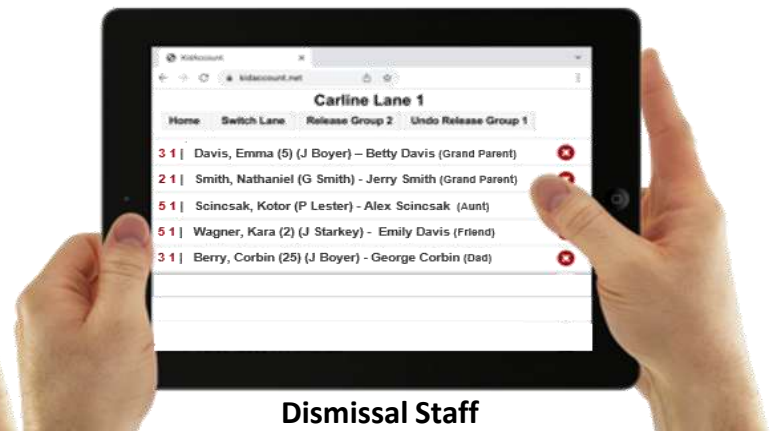 KidAccount x
kidaccount.net
Carline Lane 1
Home Switch Lane Release Group 2 Undo Release Group 1
3 1 | Davis, Emma (5) (J Boyer) – Betty Davis (Grand Parent)
2 1 | Smith, Nathaniel (G Smith) - Jerry Smith (Grand Parent)
5 1 | Scincsak, Kotor (P Lester) - Alex Scincsak (Aunt)
5 1 | Wagner, Kara (2) (J Starkey) - Emily Davis (Friend)
3 1 | Berry, Corbin (25) (J Boyer) - George Corbin (Dad)
Dismissal Staff